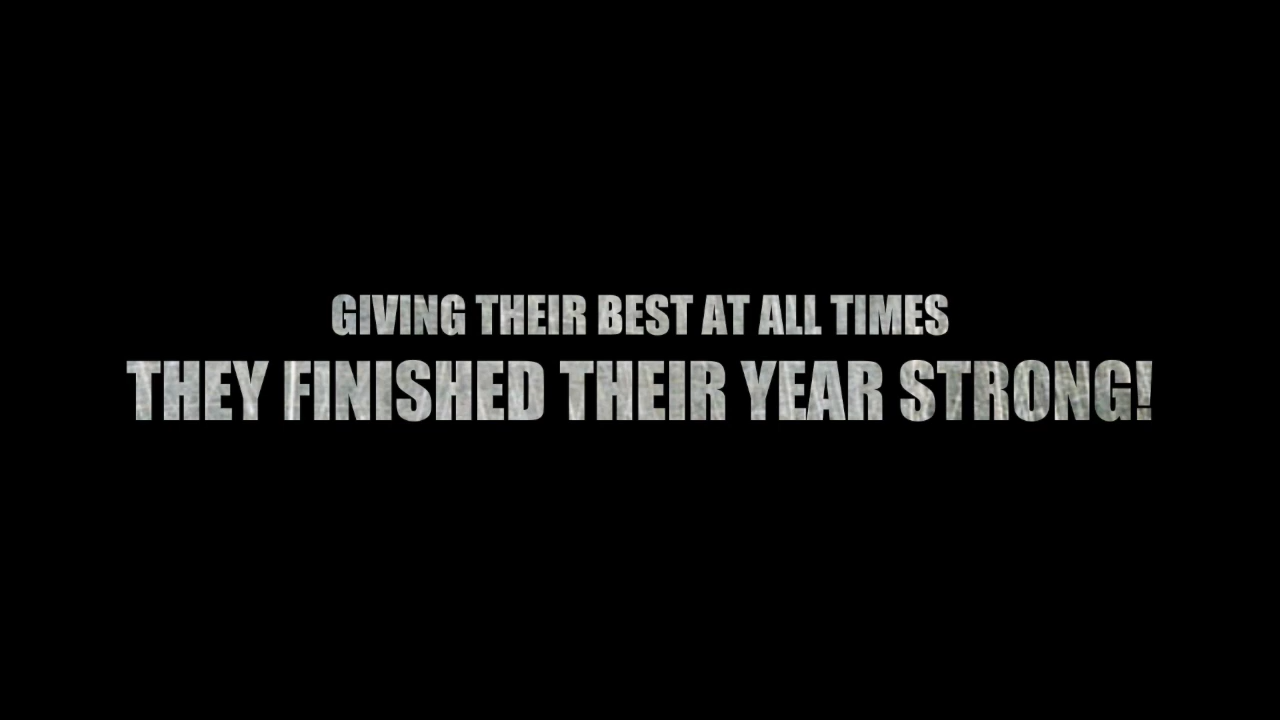 GIVING THEIR BEST AT ALL TIMES
THEY FINISHED THEIR YEAR STRONG!